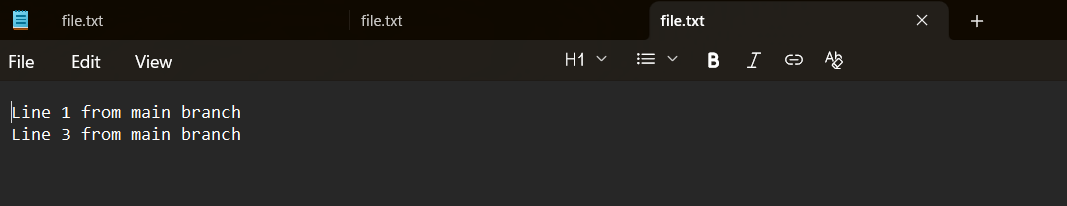 file.txt
file.txt
file.txt
File Edit View
H1 B I
Line 1 from main branch
Line 3 from main branch